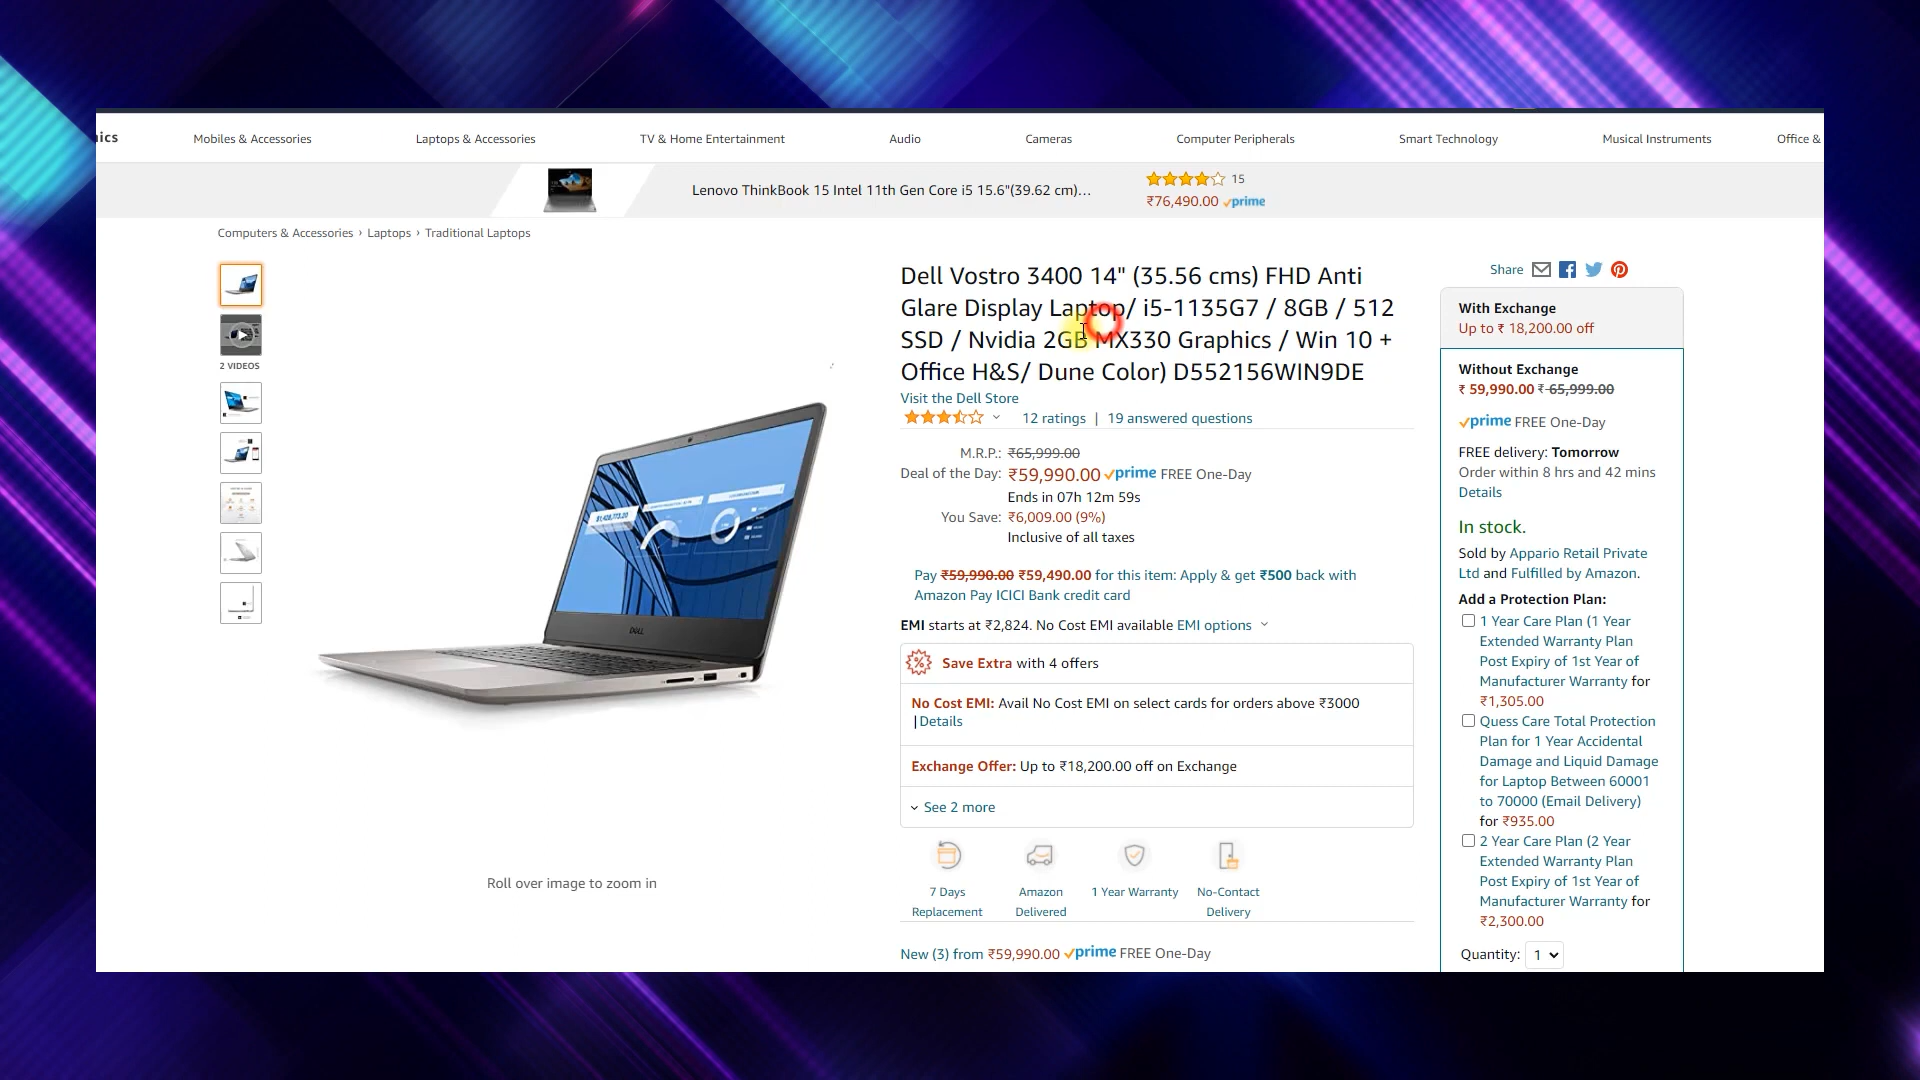 nics Mobiles & Accessories Laptops & Accessories TV & Home Entertainment Audio Cameras Computer Peripherals Smart Technology Musical Instruments Office &
Lenovo ThinkBook 15 Intel 11th Gen Core i5 15.6"(39.62 cm)...
15
₹76,490.00 prime
Computers & Accessories › Laptops › Traditional Laptops
2 VIDEOS
DELL
Roll over image to zoom in
Dell Vostro 3400 14" (35.56 cms) FHD Anti
Glare Display Laptop/ i5-1135G7 / 8GB / 512
SSD / Nvidia 2GB MX330 Graphics / Win 10 +
Office H&S/ Dune Color) D552156WIN9DE
Visit the Dell Store
12 ratings | 19 answered questions
M.R.P.: ₹65,999.00
Deal of the Day: ₹59,990.00 prime FREE One-Day
Ends in 07h 12m 59s
You Save: ₹6,009.00 (9%)
Inclusive of all taxes
Pay ₹59,990.00 ₹59,490.00 for this item: Apply & get ₹500 back with
Amazon Pay ICICI Bank credit card
EMI starts at ₹2,824. No Cost EMI available EMI options
Save Extra with 4 offers
No Cost EMI: Avail No Cost EMI on select cards for orders above ₹3000
|Details
Exchange Offer: Up to ₹18,200.00 off on Exchange
See 2 more
7 Days
Replacement
Amazon
Delivered
1 Year Warranty
No-Contact
Delivery
New (3) from ₹59,990.00 prime FREE One-Day
Share
With Exchange
Up to ₹ 18,200.00 off
Without Exchange
₹ 59,990.00 ₹ 65,999.00
prime FREE One-Day
FREE delivery: Tomorrow
Order within 8 hrs and 42 mins
Details
In stock.
Sold by Appario Retail Private
Ltd and Fulfilled by Amazon.
Add a Protection Plan:
1 Year Care Plan (1 Year
Extended Warranty Plan
Post Expiry of 1st Year of
Manufacturer Warranty for
₹1,305.00
Quess Care Total Protection
Plan for 1 Year Accidental
Damage and Liquid Damage
for Laptop Between 60001
to 70000 (Email Delivery)
for ₹935.00
2 Year Care Plan (2 Year
Extended Warranty Plan
Post Expiry of 1st Year of
Manufacturer Warranty for
₹2,300.00
Quantity: 1